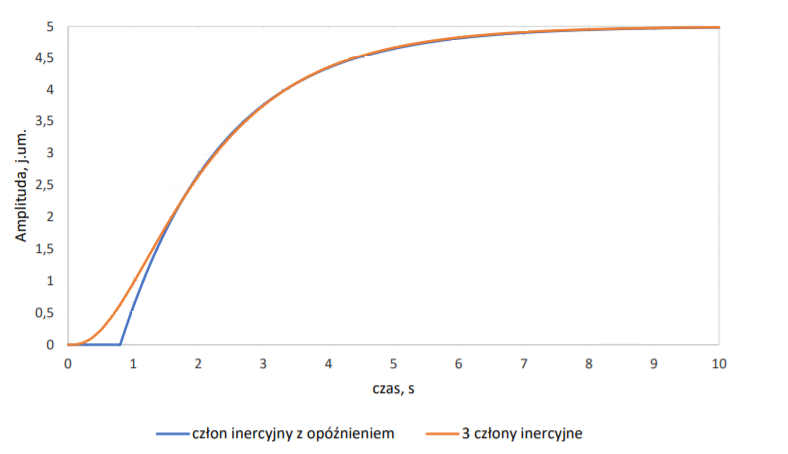 5
4,5
4
3,5
3
2,5
2
1,5
1
0,5
0
Amplituda, j.um.
0 1 2 3 4 5 6 7 8 9 10
czas, s
człon inercyjny z opóźnieniem 3 człony inercyjne